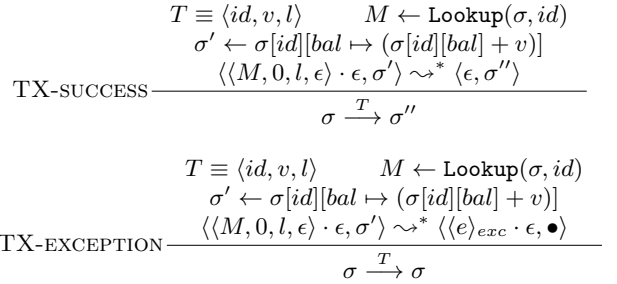 T ≡ ⟨id, v, l⟩ M ← Lookup(σ, id)
σ′ ← σ[id][bal ↦ (σ[id][bal] + v)]
⟨⟨M, 0, l, ϵ⟩ · ϵ, σ′⟩ ⇝* ⟨ϵ, σ′′⟩
TX-SUCCESS
σ —T→ σ′′
T ≡ ⟨id, v, l⟩ M ← Lookup(σ, id)
σ′ ← σ[id][bal ↦ (σ[id][bal] + v)]
⟨⟨M, 0, l, ϵ⟩ · ϵ, σ′⟩ ⇝* ⟨⟨e⟩exc · ϵ, •⟩
TX-EXCEPTION
σ —T→ σ